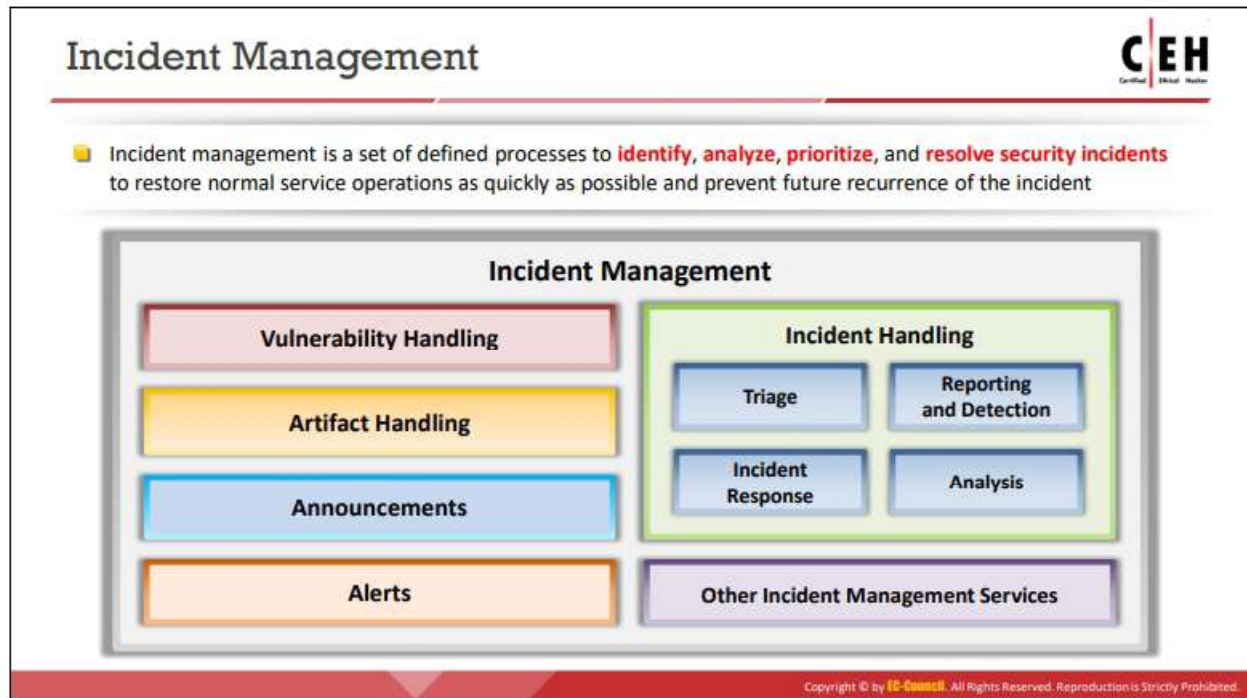 Incident Management
C|EH
Certified Ethical Hacker
Incident management is a set of defined processes to identify, analyze, prioritize, and resolve security incidents
to restore normal service operations as quickly as possible and prevent future recurrence of the incident
Incident Management
Vulnerability Handling
Artifact Handling
Announcements
Alerts
Incident Handling
Triage
Reporting
and Detection
Incident
Response
Analysis
Other Incident Management Services
Copyright © by EC-Council. All Rights Reserved. Reproduction is Strictly Prohibited.